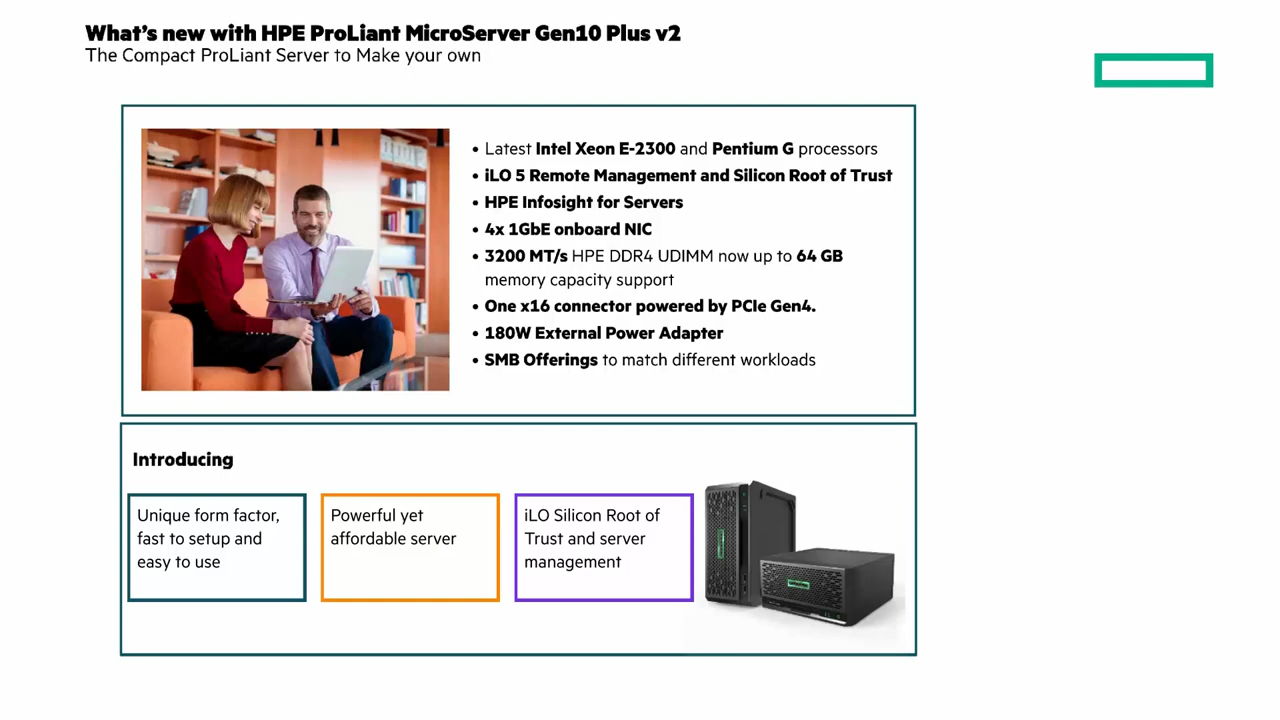 What's new with HPE ProLiant MicroServer Gen10 Plus v2
The Compact ProLiant Server to Make your own
• Latest Intel Xeon E-2300 and Pentium G processors
• iLO 5 Remote Management and Silicon Root of Trust
• HPE Infosight for Servers
• 4x 1GbE onboard NIC
• 3200 MT/s HPE DDR4 UDIMM now up to 64 GB
memory capacity support
• One x16 connector powered by PCIe Gen4.
• 180W External Power Adapter
• SMB Offerings to match different workloads
Introducing
Unique form factor,
fast to setup and
easy to use
Powerful yet
affordable server
iLO Silicon Root of
Trust and server
management